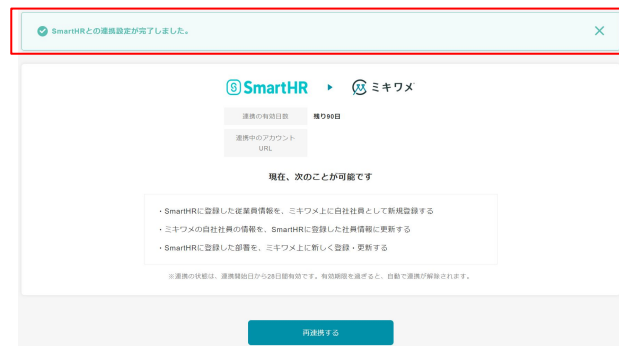 SmartHRとの連携設定が完了しました。
SmartHR ミキワメ
連携の有効日数 残り90日
連携中のアカウント
URL
現在、次のことが可能です
・SmartHRに登録した従業員情報を、ミキワメ上に自社社員として新規登録する
・ミキワメの自社社員の情報を、SmartHRに登録した社員情報に更新する
・SmartHRに登録した部署を、ミキワメ上に新しく登録・更新する
※連携の状態は、連携開始日から28日間有効です。有効期限を過ぎると、自動で連携が解除されます。
再連携する